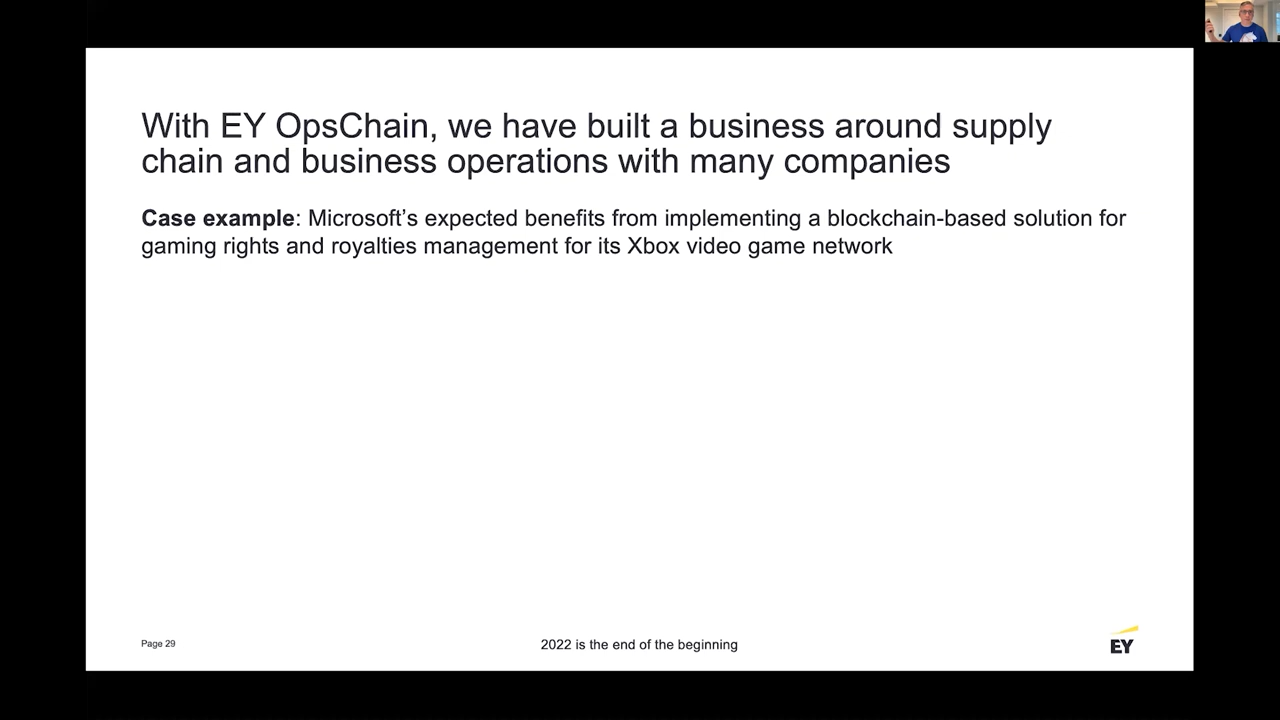 With EY OpsChain, we have built a business around supply
chain and business operations with many companies
Case example: Microsoft’s expected benefits from implementing a blockchain-based solution for
gaming rights and royalties management for its Xbox video game network
Page 29
2022 is the end of the beginning
EY